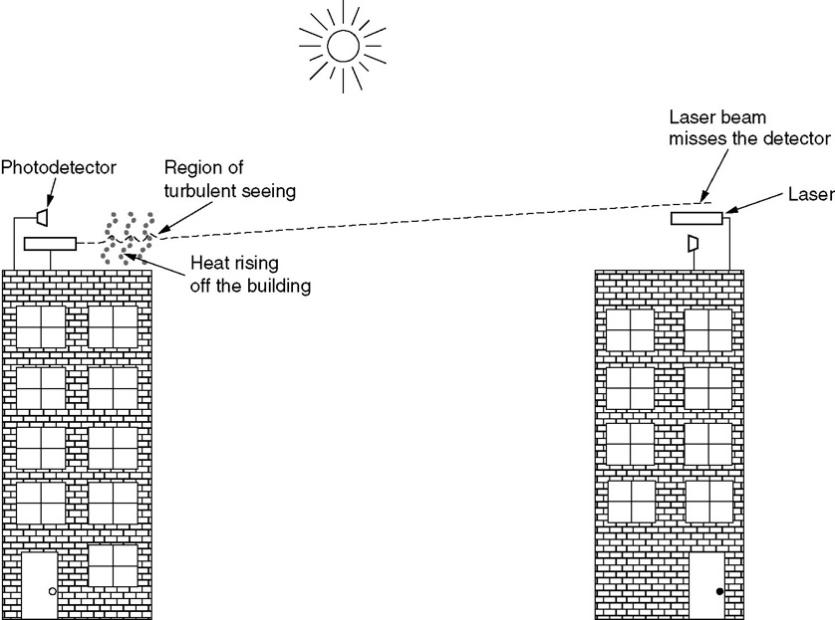 Laser beam
misses the detector
Photodetector
Region of
turbulent seeing
Laser
Heat rising
off the building